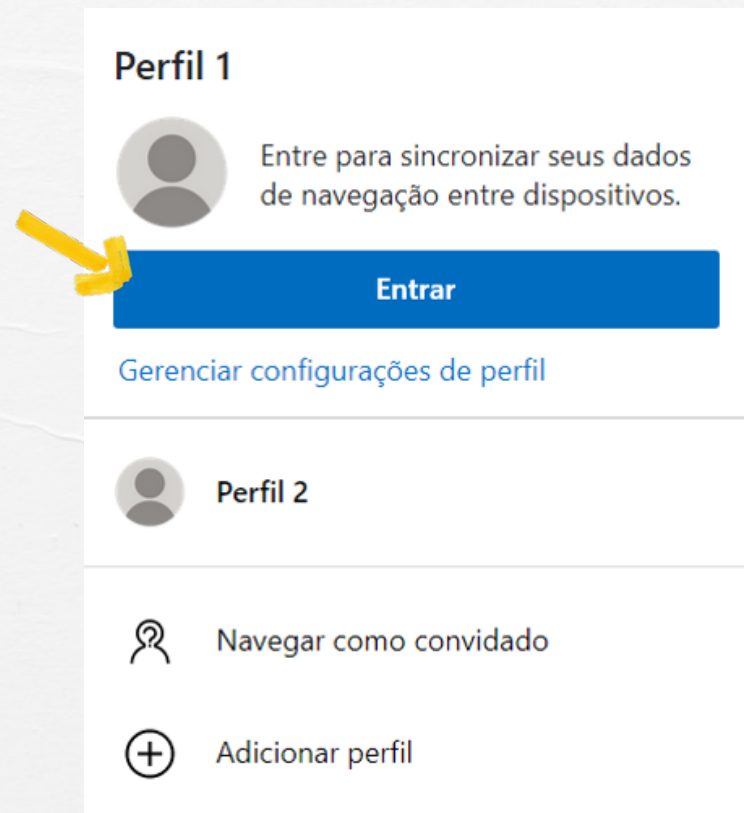 Perfil 1
Entre para sincronizar seus dados
de navegação entre dispositivos.
Entrar
Gerenciar configurações de perfil
Perfil 2
Navegar como convidado
Adicionar perfil